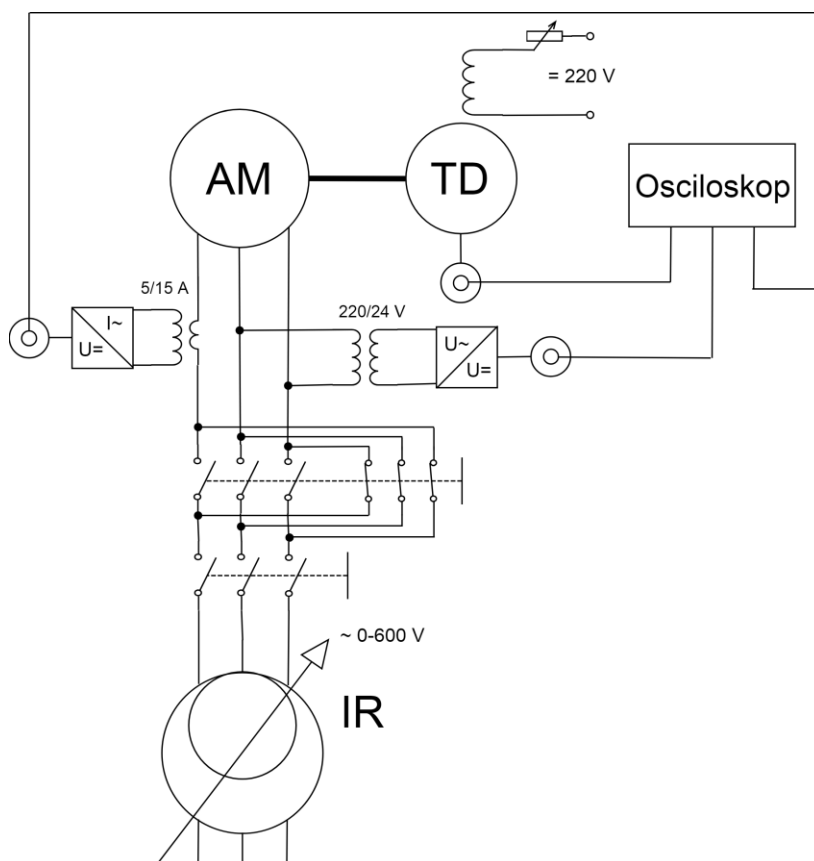 = 220 V
AM
TD
Osciloskop
5/15 A
I~
U=
220/24 V
U~
U=
~ 0-600 V
IR